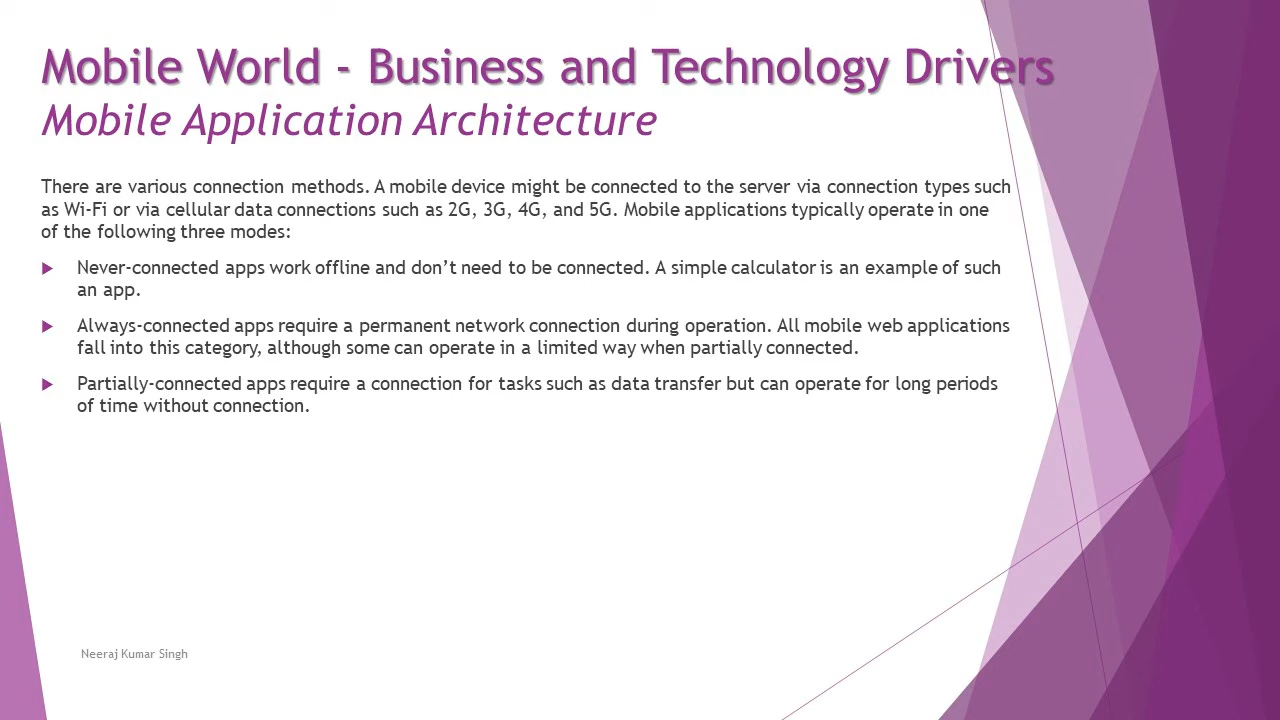 Mobile World - Business and Technology Drivers
Mobile Application Architecture
There are various connection methods. A mobile device might be connected to the server via connection types such
as Wi-Fi or via cellular data connections such as 2G, 3G, 4G, and 5G. Mobile applications typically operate in one
of the following three modes:
Never-connected apps work offline and don’t need to be connected. A simple calculator is an example of such
an app.
Always-connected apps require a permanent network connection during operation. All mobile web applications
fall into this category, although some can operate in a limited way when partially connected.
Partially-connected apps require a connection for tasks such as data transfer but can operate for long periods
of time without connection.
Neeraj Kumar Singh